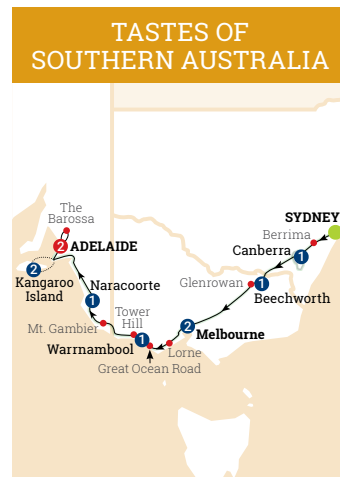 TASTES OF
SOUTHERN AUSTRALIA
The
Barossa
2 ADELAIDE
2
Kangaroo
Island
Naracoorte
1
Mt. Gambier
Tower
Hill
1
Warrnambool
Great Ocean Road
Lorne
2
Melbourne
Glenrowan
1
Beechworth
SYDNEY
Berrima
Canberra
1